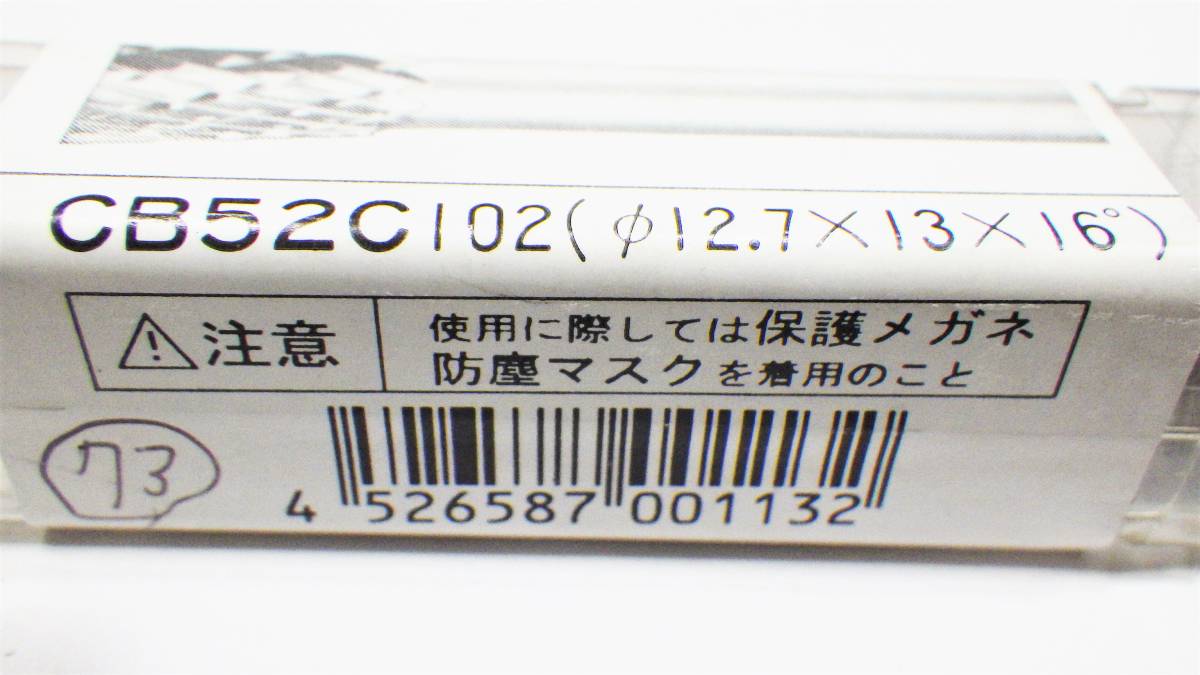 CB52C102(φ12.7×13×16°)
注意
使用に際しては保護メガネ
防塵マスクを着用のこと
73
4 526587 001132